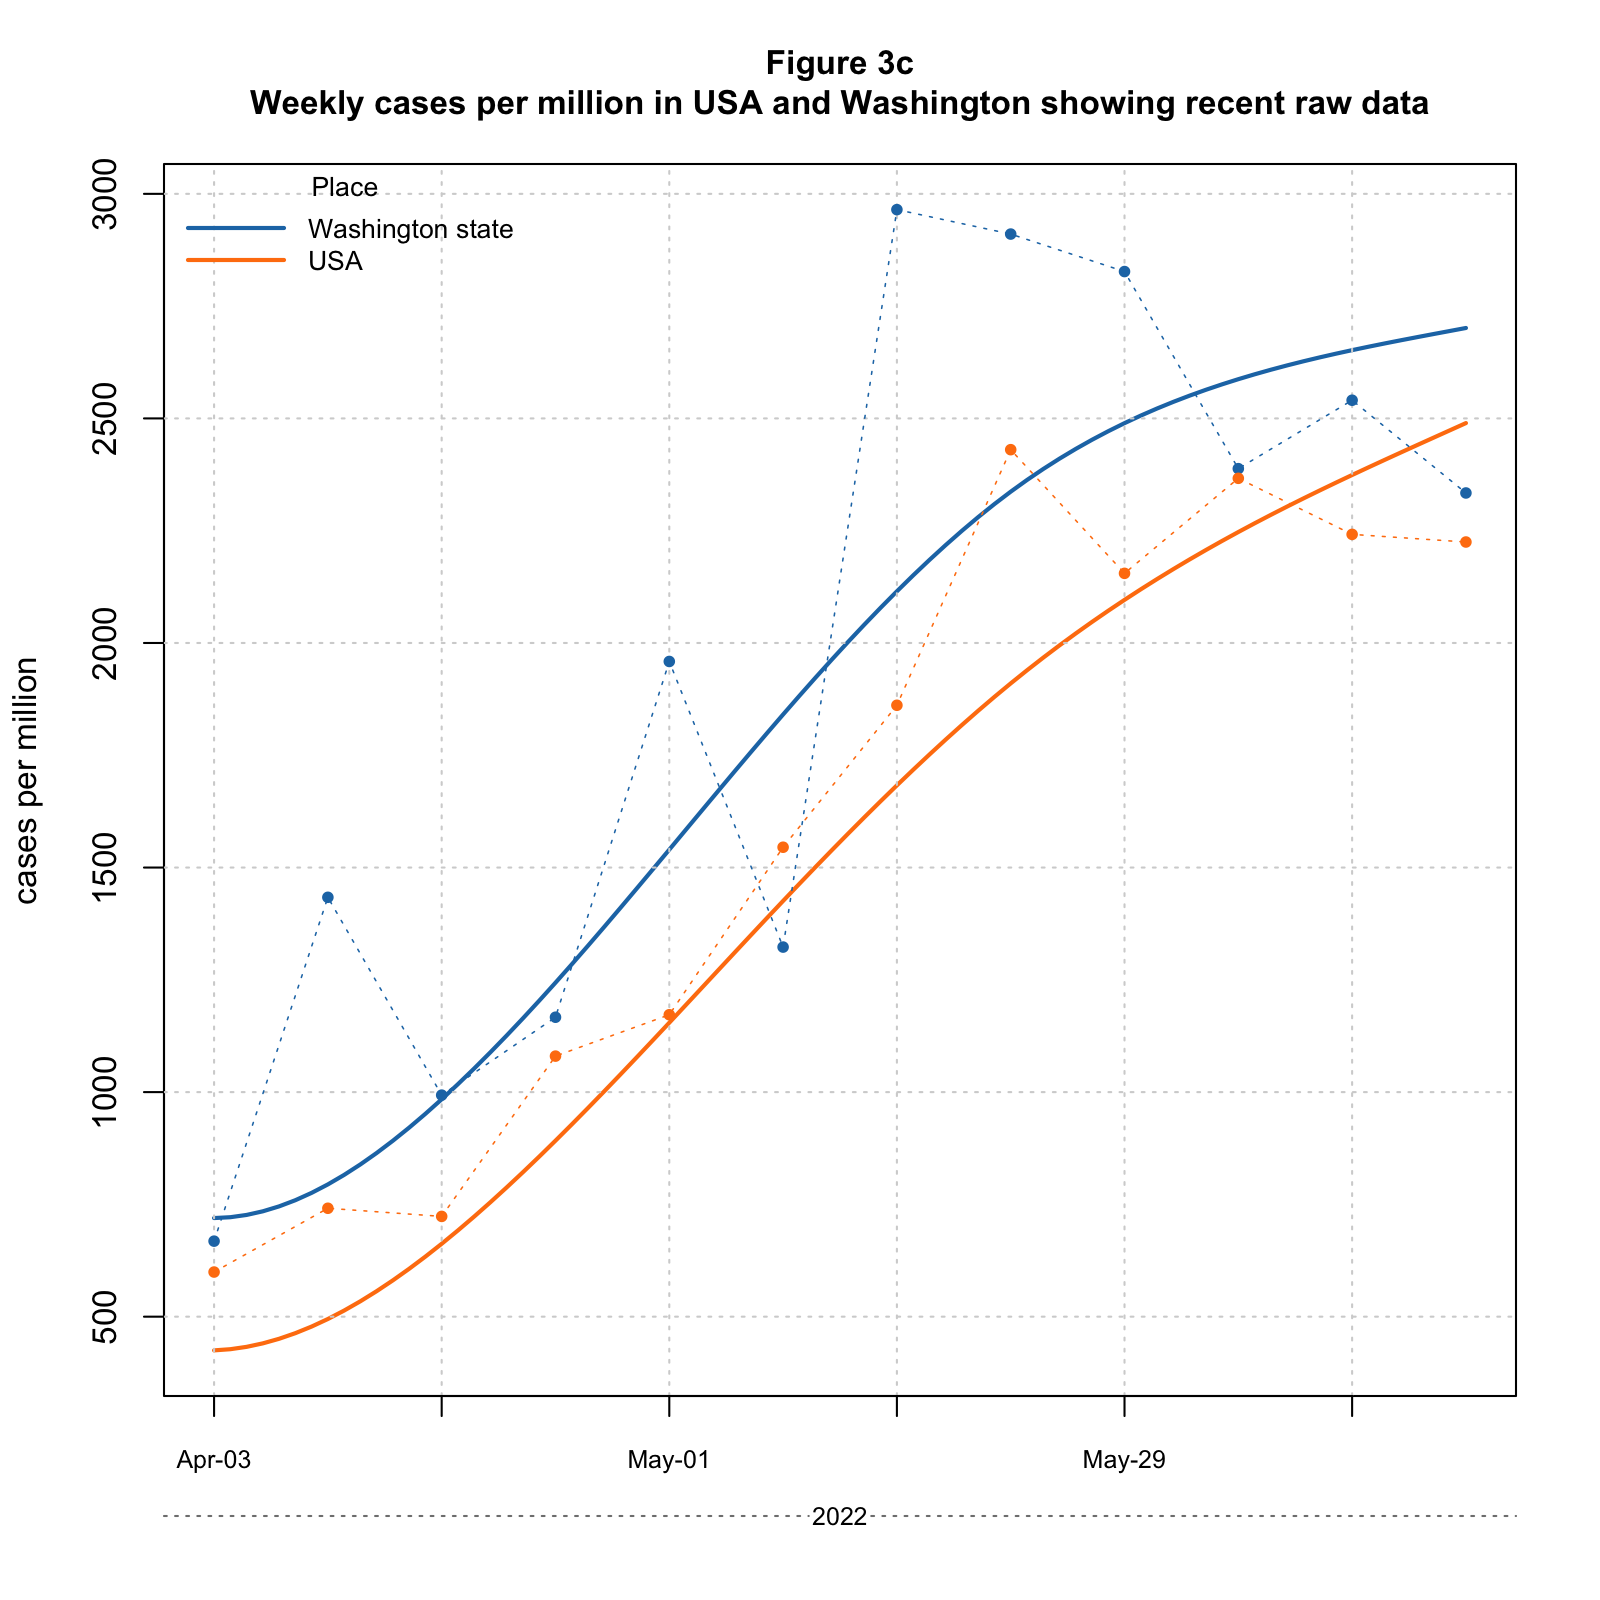 Figure 3c
Weekly cases per million in USA and Washington showing recent raw data
Place
Washington state
USA
cases per million
3000
2500
2000
1500
1000
500
Apr-03
May-01
May-29
2022